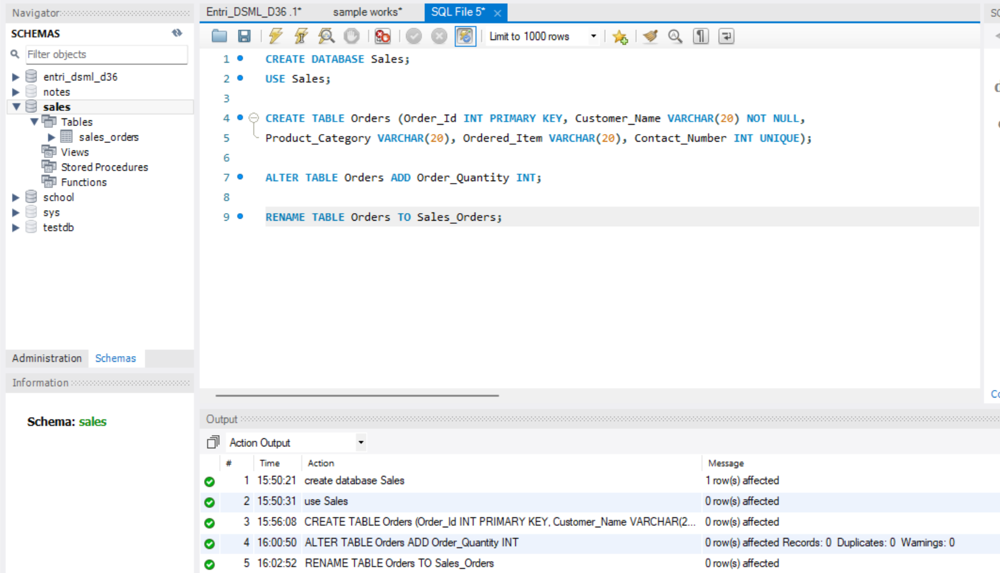 Navigator
SCHEMAS
Filter objects
entri_dsml_d36
notes
sales
Tables
sales_orders
Views
Stored Procedures
Functions
school
sys
testdb
Administration Schemas
Information
Schema: sales
Entri_DSML_D36 .1* sample works* SQL File 5* ×
Limit to 1000 rows
1 CREATE DATABASE Sales;
2 USE Sales;
3
4 CREATE TABLE Orders (Order_Id INT PRIMARY KEY, Customer_Name VARCHAR(20) NOT NULL,
5 Product_Category VARCHAR(20), Ordered_Item VARCHAR(20), Contact_Number INT UNIQUE);
6
7 ALTER TABLE Orders ADD Order_Quantity INT;
8
9 RENAME TABLE Orders TO Sales_Orders;
Output
Action Output
# Time Action Message
1 15:50:21 create database Sales 1 row(s) affected
2 15:50:31 use Sales 0 row(s) affected
3 15:56:08 CREATE TABLE Orders (Order_Id INT PRIMARY KEY, Customer_Name VARCHAR(2... 0 row(s) affected
4 16:00:50 ALTER TABLE Orders ADD Order_Quantity INT 0 row(s) affected Records: 0 Duplicates: 0 Warnings: 0
5 16:02:52 RENAME TABLE Orders TO Sales_Orders 0 row(s) affected